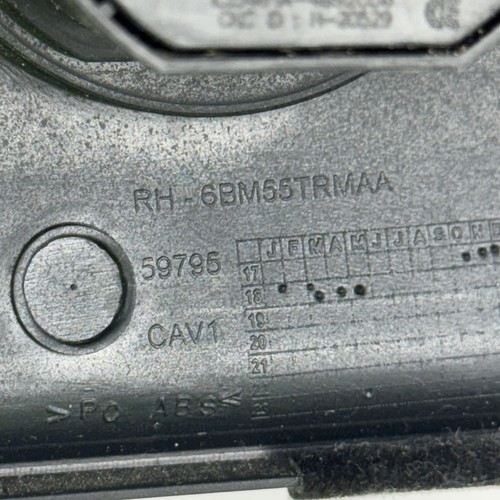 RH - 6BM55TRMAA
59795
CAV1
J F M A M J J A S O N
17
18
19
20
21
>PC ABS<